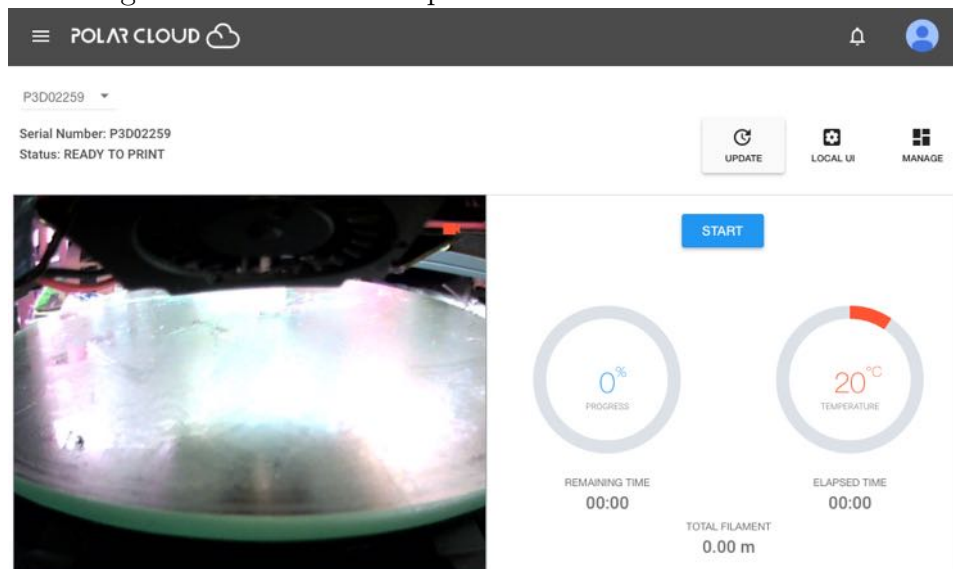 POLAR CLOUD
P3D02259
Serial Number: P3D02259
Status: READY TO PRINT
UPDATE
LOCAL UI
MANAGE
START
0%
PROGRESS
20°C
TEMPERATURE
REMAINING TIME
00:00
ELAPSED TIME
00:00
TOTAL FILAMENT
0.00 m